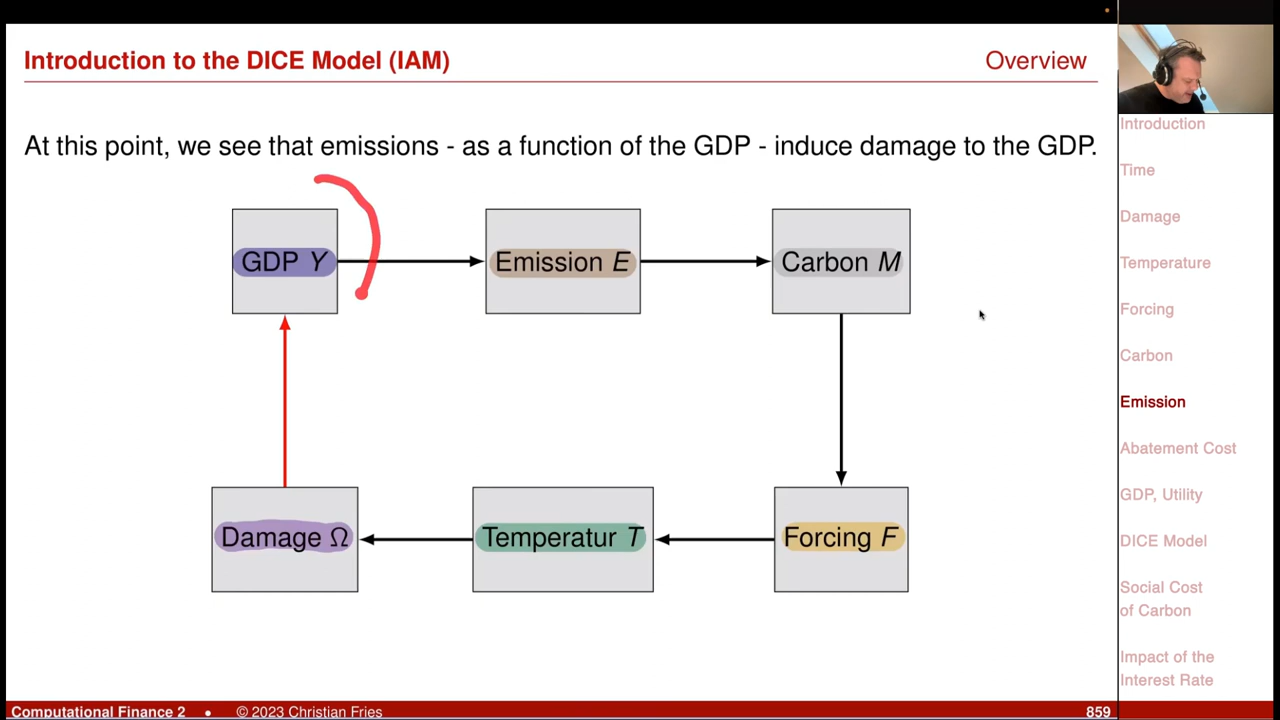 Introduction to the DICE Model (IAM)
Overview
At this point, we see that emissions - as a function of the GDP - induce damage to the GDP.
GDP Y
Emission E
Carbon M
Damage Ω
Temperatur T
Forcing F
Introduction
Time
Damage
Temperature
Forcing
Carbon
Emission
Abatement Cost
GDP, Utility
DICE Model
Social Cost
of Carbon
Impact of the
Interest Rate
Computational Finance 2 • © 2023 Christian Fries
859